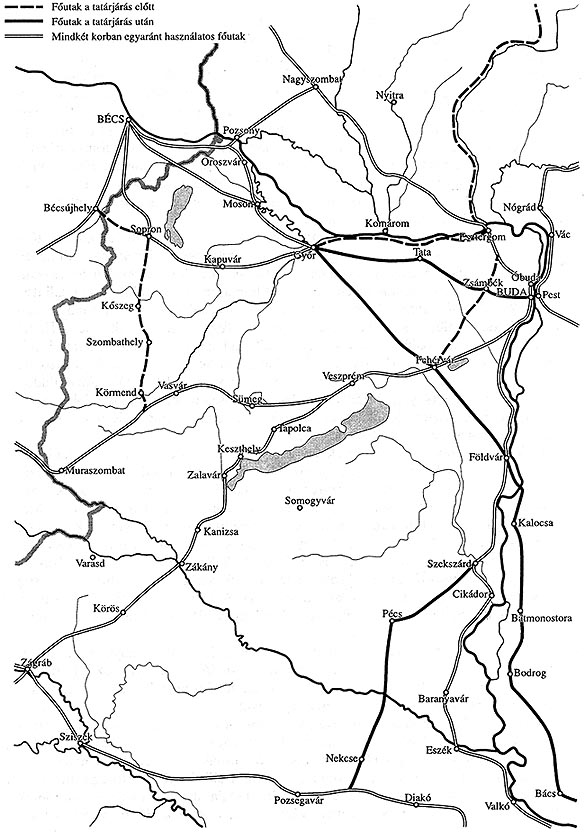 Főutak a tatárjárás előtt
Főutak a tatárjárás után
Mindkét korban egyaránt használatos főutak
Nagyszombat
Nyitra
BÉCS
Pozsony
Oroszvár
Moson
Bécsújhely
Sopron
Kapuvár
Győr
Komárom
Tata
Esztergom
Nógrád
Vác
Zsámbék
Óbuda
BUDA
Pest
Kőszeg
Szombathely
Körmend
Vasvár
Sümeg
Veszprém
Fehérvár
Tapolca
Keszthely
Zalavár
Muraszombat
Somogyvár
Földvár
Kalocsa
Kanizsa
Varasd
Zákány
Szekszárd
Cikádor
Körös
Pécs
Bátmonostora
Zágráb
Bodrog
Baranyavár
Sziszék
Eszék
Nekcse
Pozsegavár
Diakó
Valkó
Bács